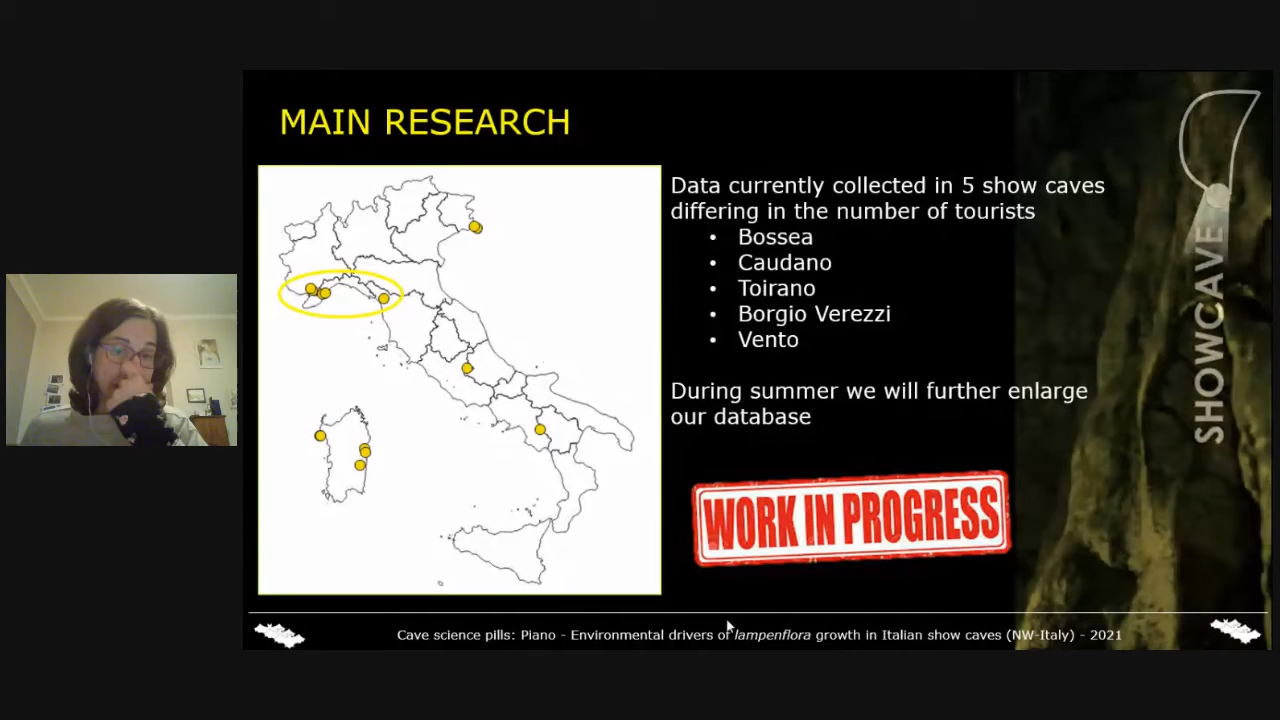 MAIN RESEARCH
Data currently collected in 5 show caves
differing in the number of tourists
• Bossea
• Caudano
• Toirano
• Borgio Verezzi
• Vento
During summer we will further enlarge
our database
WORK IN PROGRESS
SHOWCAVE
Cave science pills: Piano - Environmental drivers of lampenflora growth in Italian show caves (NW-Italy) - 2021